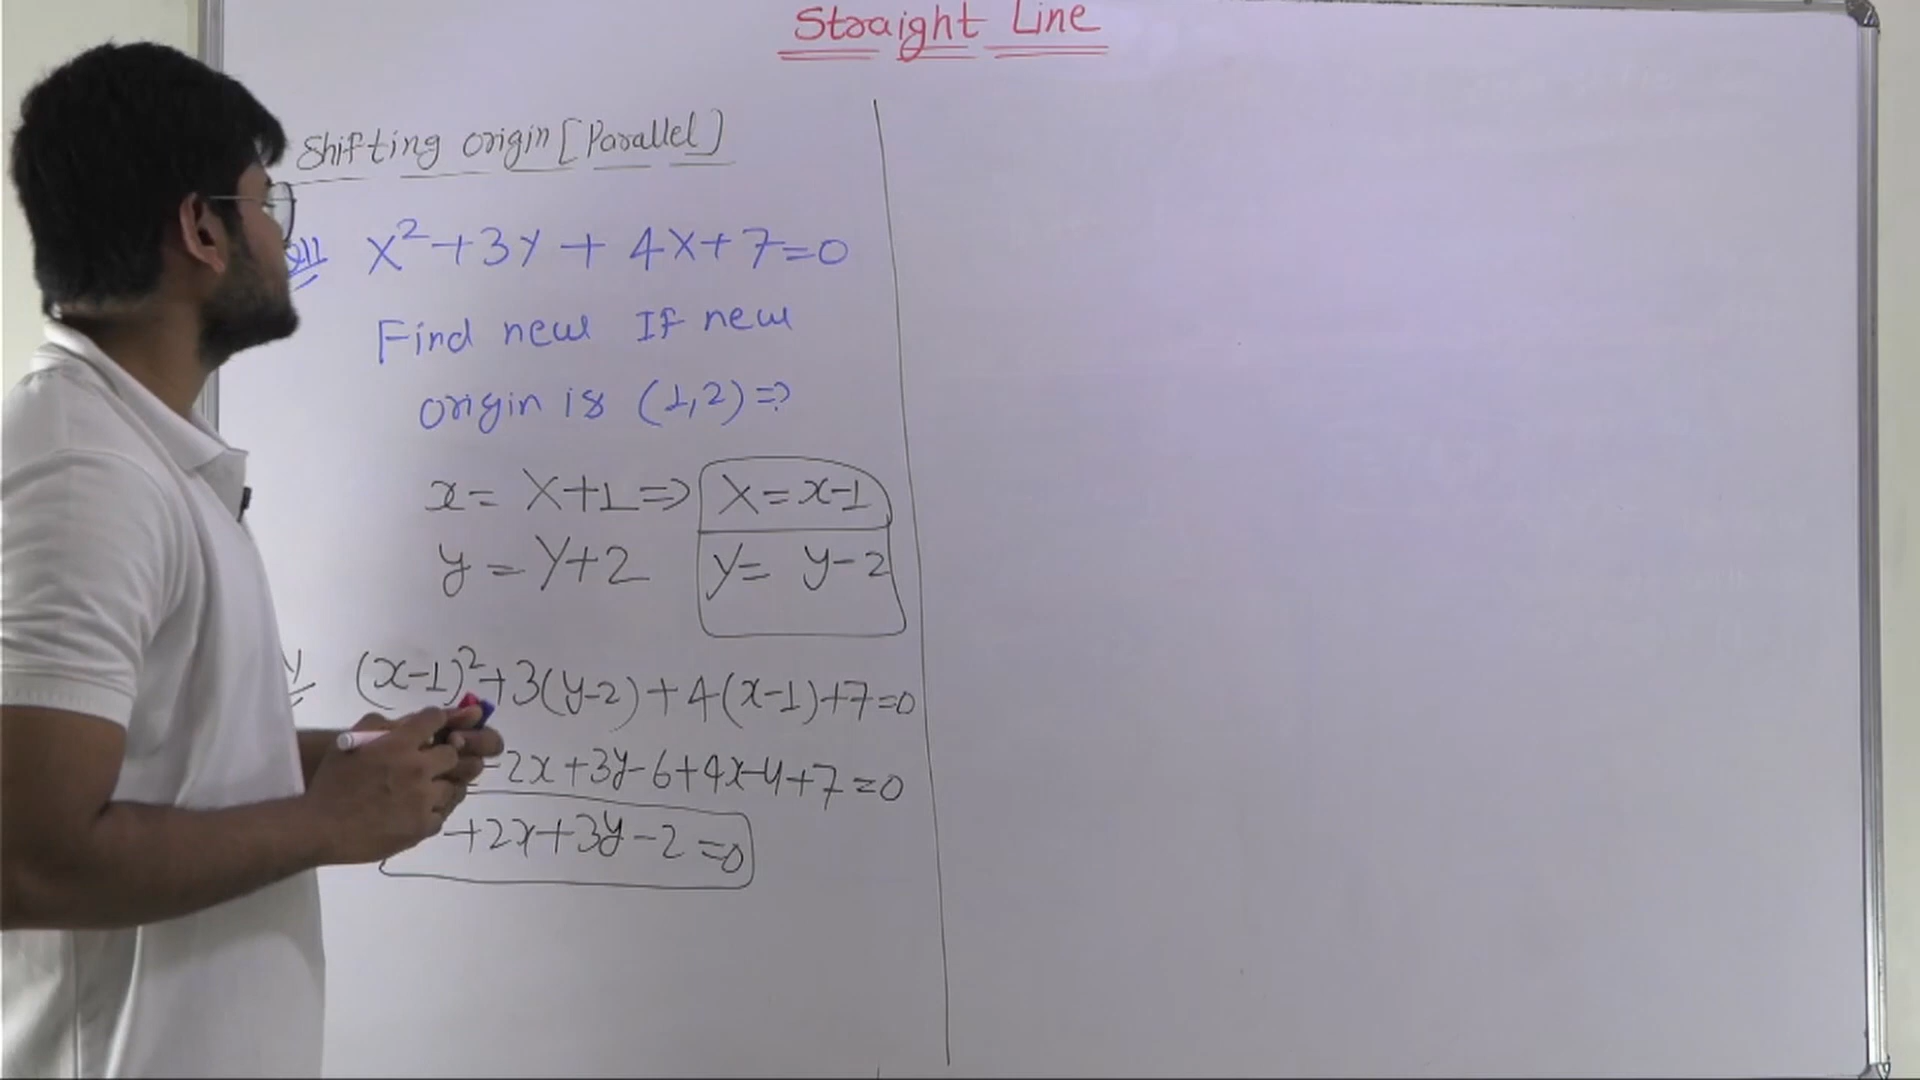 Straight Line
Shifting origin [Parallel]
Q11 X² + 3Y + 4X + 7 = 0
Find new If new
origin is (1,2) => ?
x = X+1 => X = x-1
y = Y+2 Y = y-2
(x-1)² + 3(y-2) + 4(x-1) + 7 = 0
-2x + 3y - 6 + 4x - 4 + 7 = 0
+2x + 3y - 2 = 0